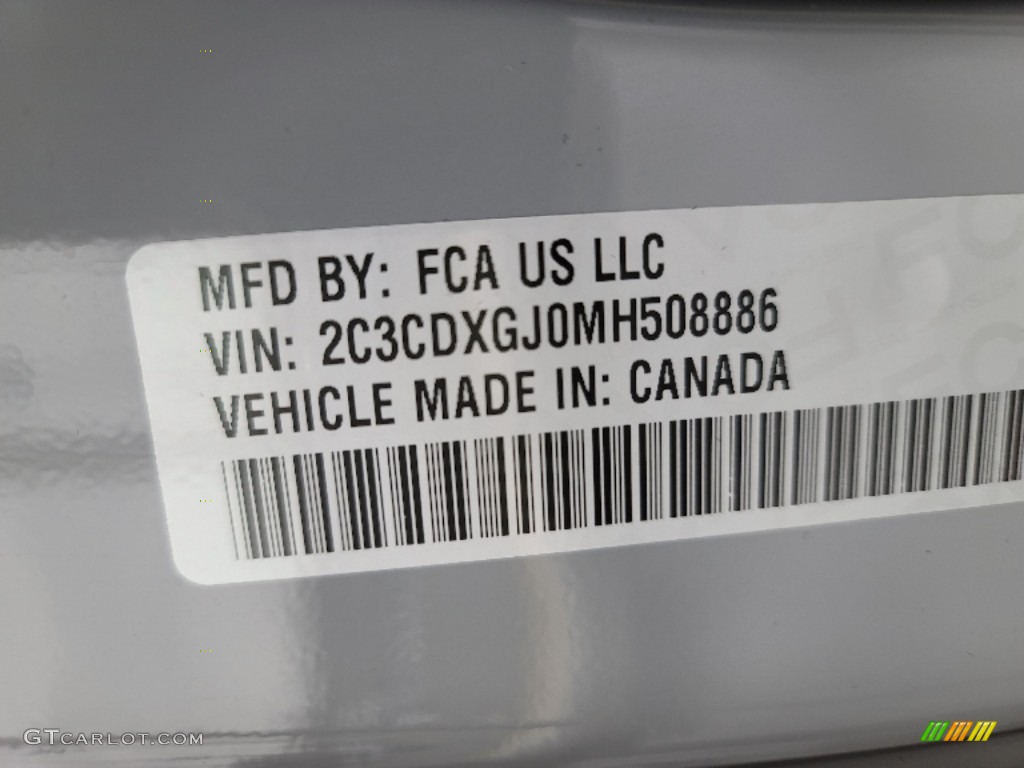 MFD BY: FCA US LLC
VIN: 2C3CDXGJ0MH508886
VEHICLE MADE IN: CANADA
GTCARLOT.COM